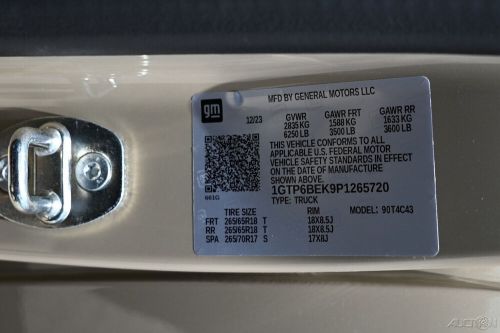 gm
MFD BY GENERAL MOTORS LLC
12/23 GVWR GAWR FRT GAWR RR
2835 KG 1588 KG 1633 KG
6250 LB 3500 LB 3600 LB
THIS VEHICLE CONFORMS TO ALL
APPLICABLE U.S. FEDERAL MOTOR
VEHICLE SAFETY STANDARDS IN EFFECT
ON THE DATE OF MANUFACTURE
SHOWN ABOVE.
1GTP6BEK9P1265720
661G TYPE: TRUCK
TIRE SIZE RIM MODEL: 90T4C43
FRT 265/65R18 T 18X8.5J
RR 265/65R18 T 18X8.5J
SPA 265/70R17 S 17X8J